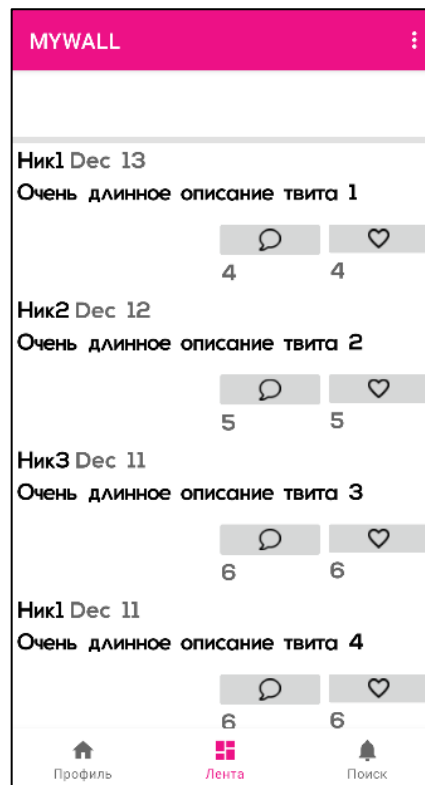 MYWALL
Ник1 Dec 13
Очень длинное описание твита 1
4 4
Ник2 Dec 12
Очень длинное описание твита 2
5 5
Ник3 Dec 11
Очень длинное описание твита 3
6 6
Ник1 Dec 11
Очень длинное описание твита 4
6 6
Профиль Лента Поиск